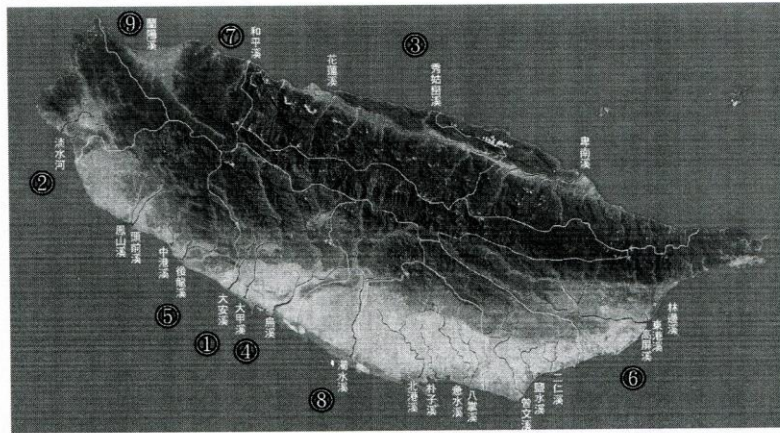 ⑨
蘭陽溪
⑦
和平溪
花蓮溪
③
秀姑巒溪
卑南溪
淡水河
②
鳳山溪
頭前溪
中港溪
後龍溪
⑤
大安溪
①
大甲溪
④
烏溪
濁水溪
⑧
北港溪
朴子溪
急水溪
八掌溪
曾文溪
鹽水溪
二仁溪
高屏溪
東港溪
林邊溪
⑥